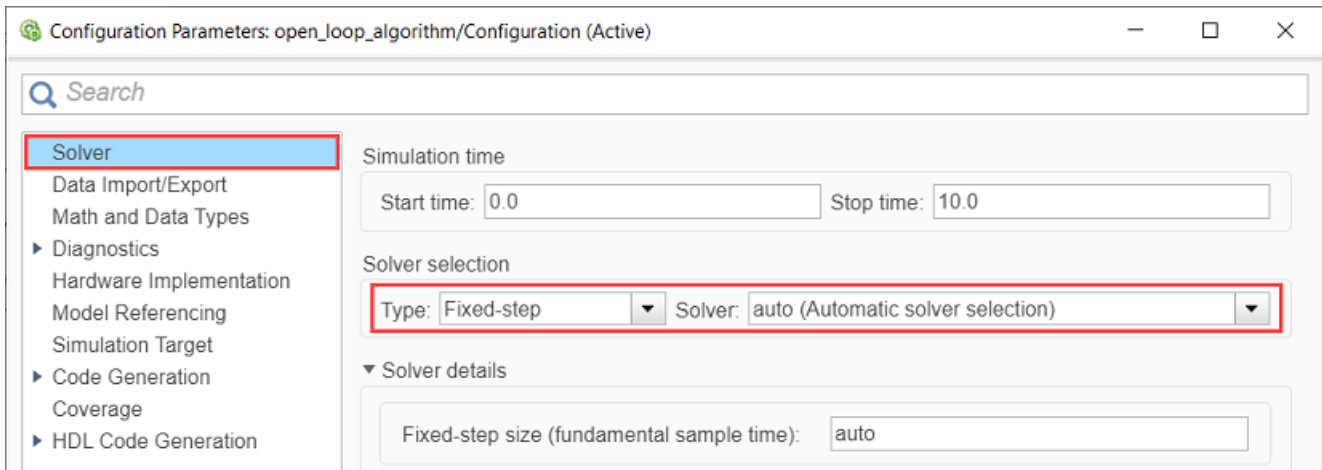 Configuration Parameters: open_loop_algorithm/Configuration (Active)
Search
Solver
Data Import/Export
Math and Data Types
Diagnostics
Hardware Implementation
Model Referencing
Simulation Target
Code Generation
Coverage
HDL Code Generation
Simulation time
Start time: 0.0 Stop time: 10.0
Solver selection
Type: Fixed-step Solver: auto (Automatic solver selection)
Solver details
Fixed-step size (fundamental sample time): auto